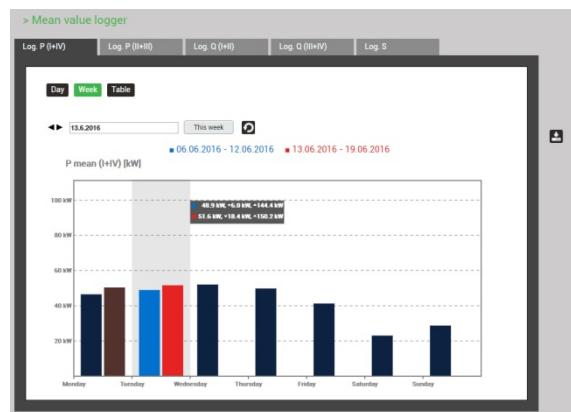 > Mean value logger
Log. P (I+IV) Log. P (II+III) Log. Q (I+II) Log. Q (III+IV) Log. S
Day Week Table
13.6.2016 This week
06.06.2016 - 12.06.2016 13.06.2016 - 19.06.2016
P mean (I+IV) [kW]
100 kW
48.9 kW, +6.0 kW, +144.4 kW
51.6 kW, +18.4 kW, +150.2 kW
80 kW
60 kW
40 kW
20 kW
Monday Tuesday Wednesday Thursday Friday Saturday Sunday